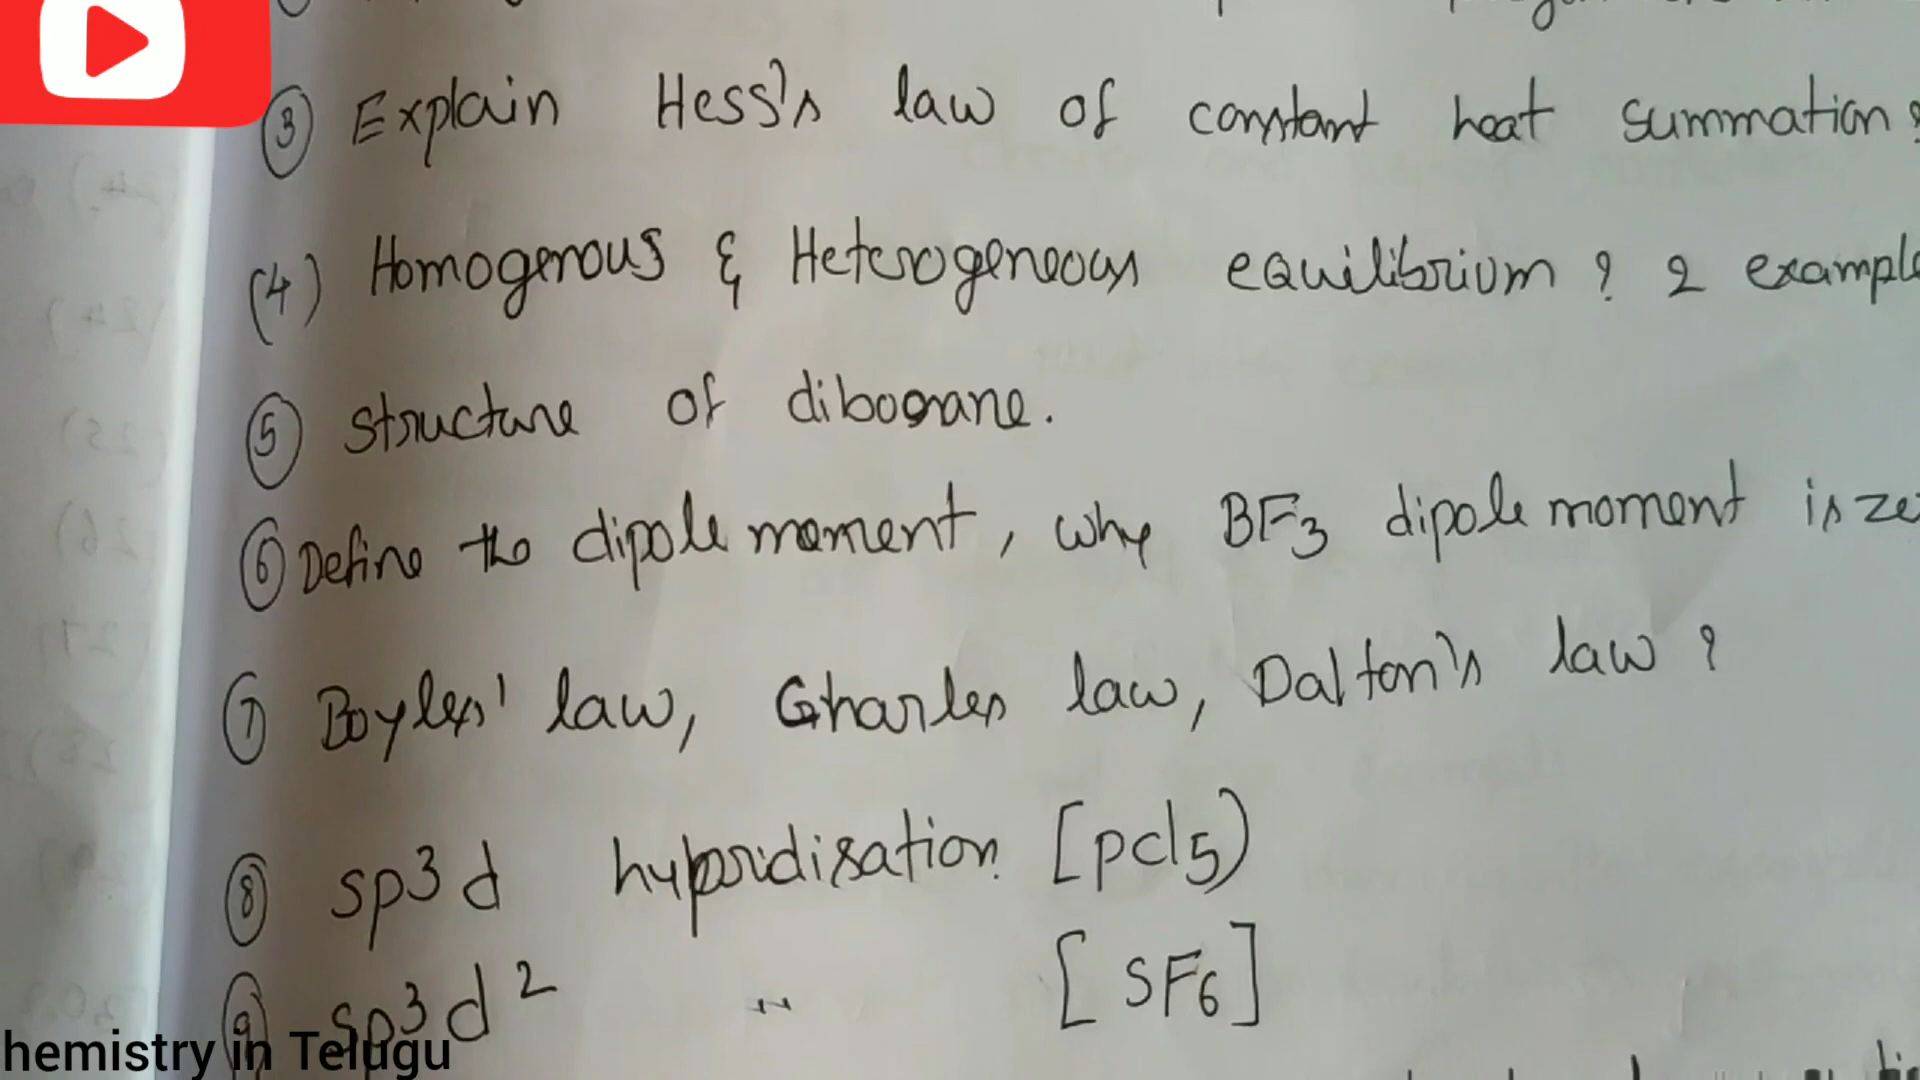 ③ Explain Hess's law of constant heat summation?
(4) Homogenous & Heterogeneous equilibrium ? 2 example
⑤ structure of diborane.
⑥ Define the dipole moment, why BF3 dipole moment is ze
⑦ Boyles' law, Charles law, Dalton's law ?
⑧ sp3d hybridisation [pcl5)
⑨ sp3d2 " [SF6]
hemistry in Telugu